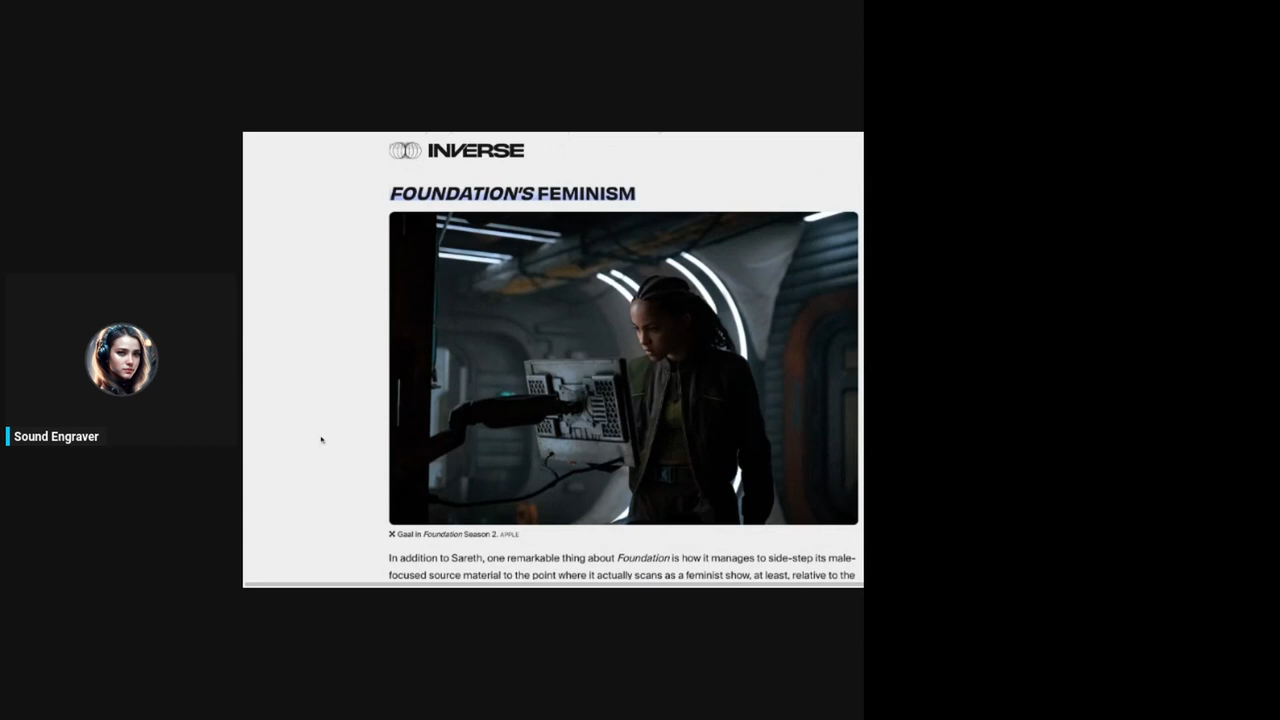 INVERSE
FOUNDATION'S FEMINISM
Gaal in Foundation Season 2. APPLE
In addition to Sareth, one remarkable thing about Foundation is how it manages to side-step its male-
focused source material to the point where it actually scans as a feminist show, at least, relative to the
Sound Engraver